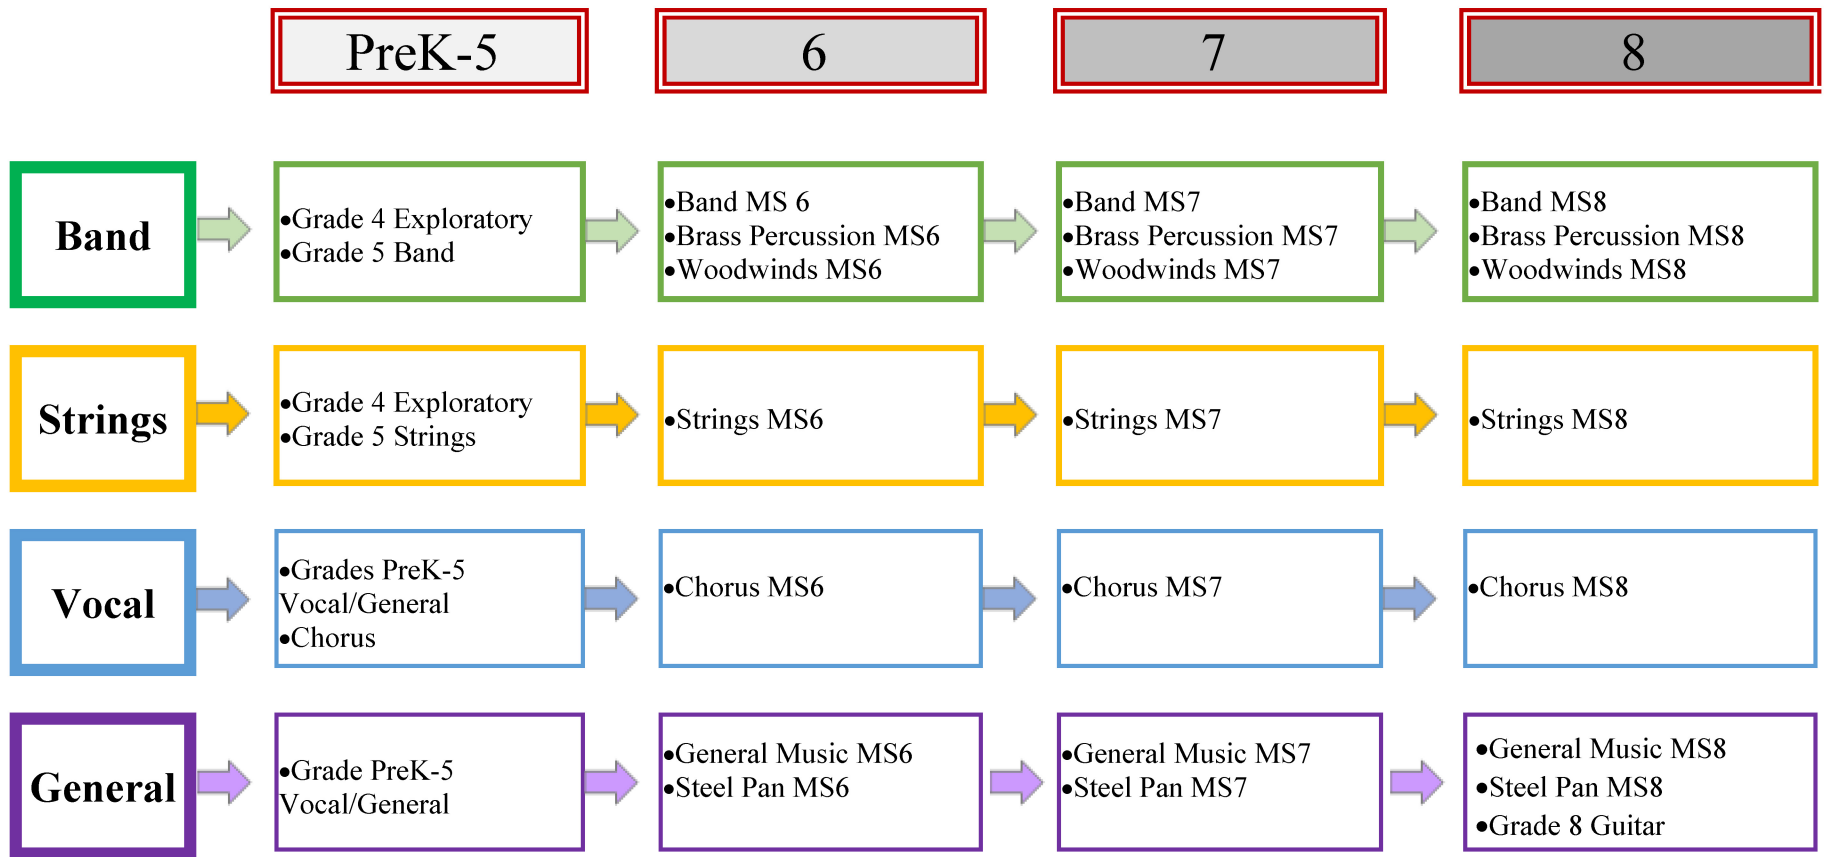 PreK-5
6
7
8
Band
•Grade 4 Exploratory
•Grade 5 Band
•Band MS 6
•Brass Percussion MS6
•Woodwinds MS6
•Band MS7
•Brass Percussion MS7
•Woodwinds MS7
•Band MS8
•Brass Percussion MS8
•Woodwinds MS8
Strings
•Grade 4 Exploratory
•Grade 5 Strings
•Strings MS6
•Strings MS7
•Strings MS8
Vocal
•Grades PreK-5
Vocal/General
•Chorus
•Chorus MS6
•Chorus MS7
•Chorus MS8
General
•Grade PreK-5
Vocal/General
•General Music MS6
•Steel Pan MS6
•General Music MS7
•Steel Pan MS7
•General Music MS8
•Steel Pan MS8
•Grade 8 Guitar